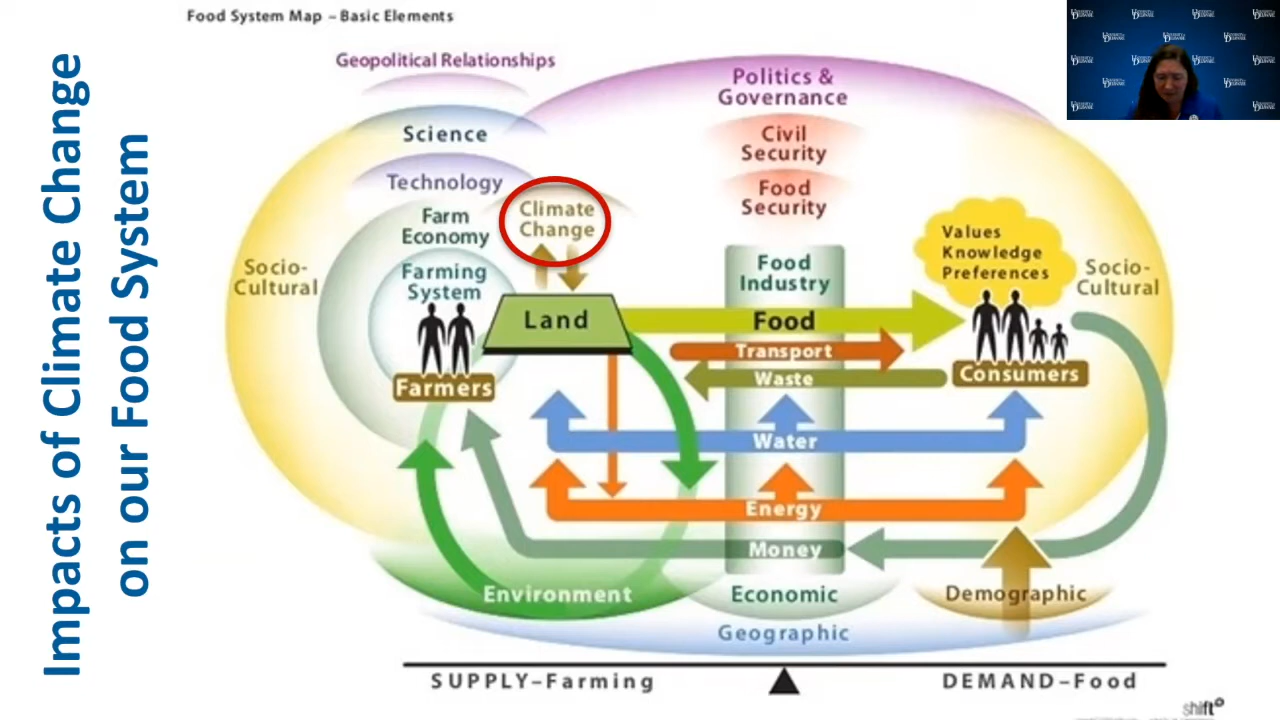 Impacts of Climate Change
on our Food System
Food System Map – Basic Elements
Geopolitical Relationships
Politics &
Governance
Science
Civil
Security
Technology
Food
Security
Climate
Change
Farm
Economy
Values
Knowledge
Preferences
Socio-
Cultural
Farming
System
Food
Industry
Socio-
Cultural
Land
Food
Transport
Waste
Farmers
Consumers
Water
Energy
Money
Environment
Economic
Demographic
Geographic
SUPPLY–Farming
DEMAND–Food
shift